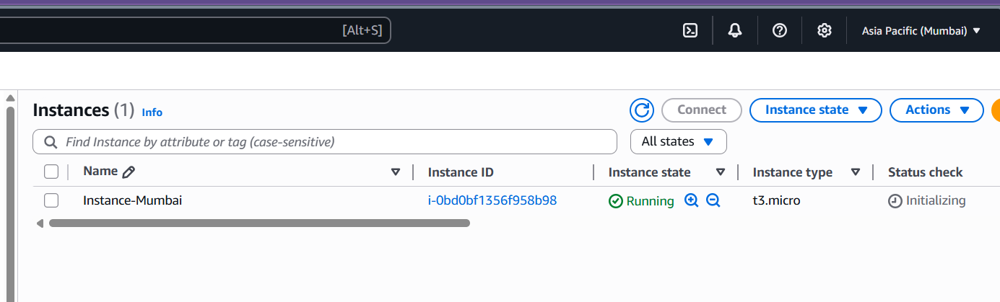 [Alt+S]
Asia Pacific (Mumbai)
Instances (1) Info
Connect
Instance state
Actions
Find Instance by attribute or tag (case-sensitive)
All states
Name Instance ID Instance state Instance type Status check
Instance-Mumbai i-0bd0bf1356f958b98 Running t3.micro Initializing